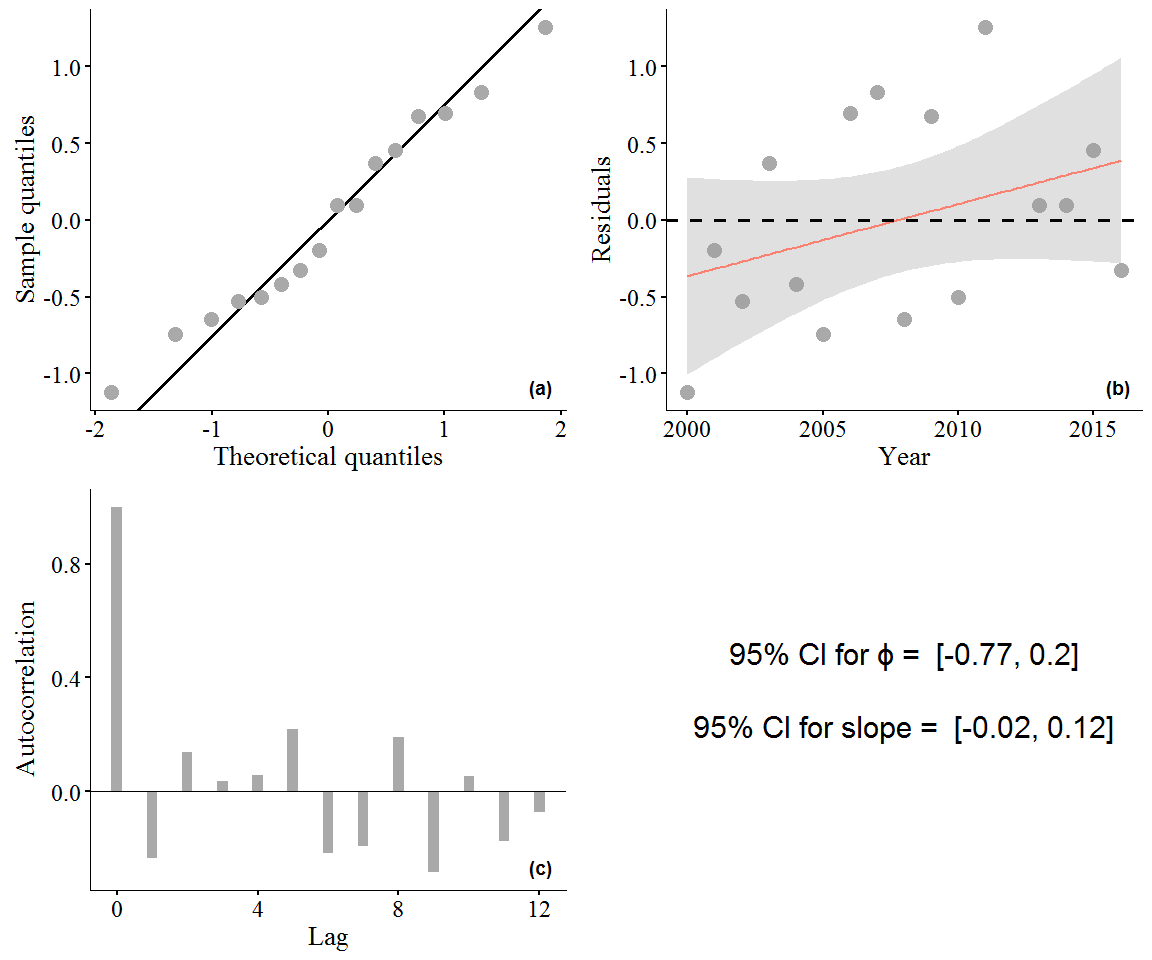 1.0
0.5
0.0
-0.5
-1.0
Sample quantiles
(a)
-2 -1 0 1 2
Theoretical quantiles
1.0
0.5
0.0
-0.5
-1.0
Residuals
(b)
2000 2005 2010 2015
Year
0.8
0.4
0.0
Autocorrelation
(c)
0 4 8 12
Lag
95% CI for ϕ = [-0.77, 0.2]
95% CI for slope = [-0.02, 0.12]